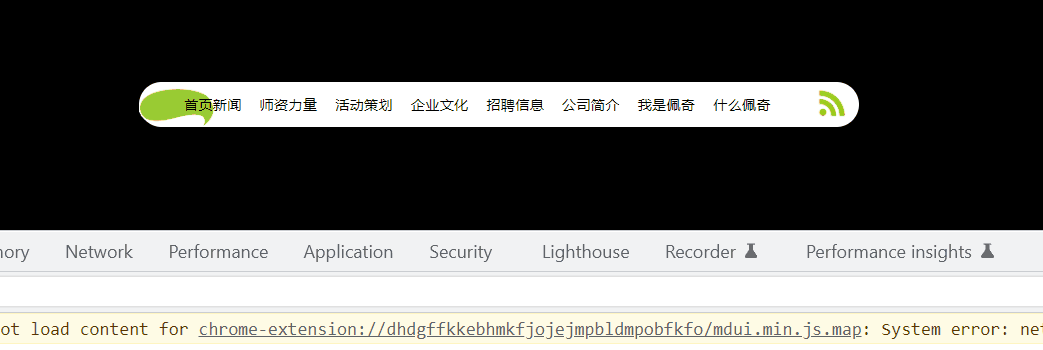 首页新闻 师资力量 活动策划 企业文化 招聘信息 公司简介 我是佩奇 什么佩奇
nory Network Performance Application Security Lighthouse Recorder Performance insights
ot load content for chrome-extension://dhdgffkkebhmkfjojejmpbldmpobfkfo/mdui.min.js.map: System error: net